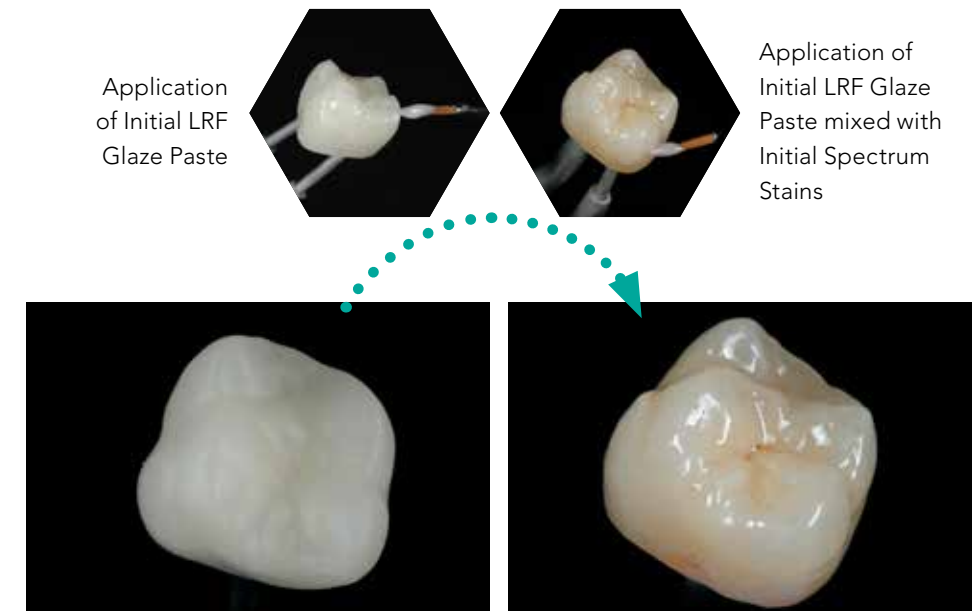 Application
of Initial LRF
Glaze Paste
Application of
Initial LRF Glaze
Paste mixed with
Initial Spectrum
Stains